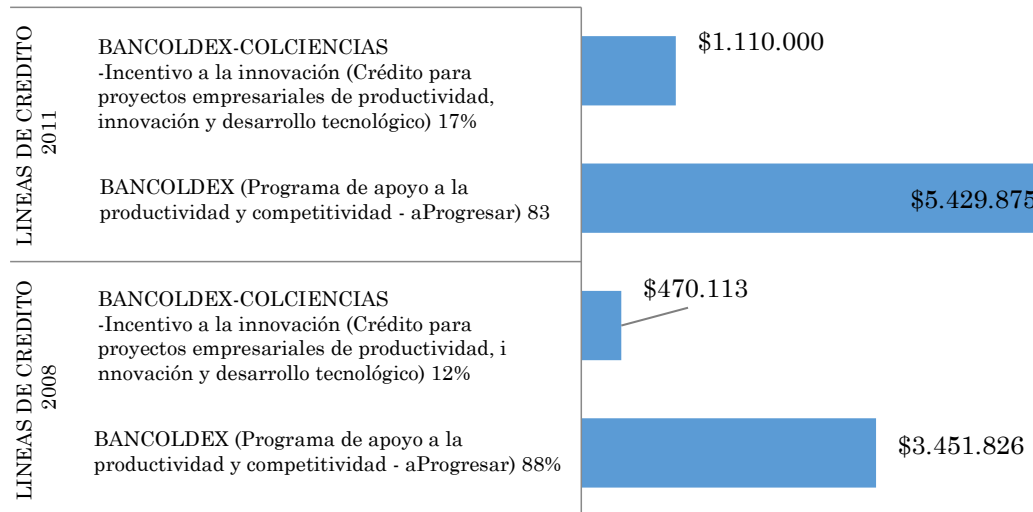 LINEAS DE CREDITO
2011
BANCOLDEX-COLCIENCIAS
-Incentivo a la innovación (Crédito para
proyectos empresariales de productividad,
innovación y desarrollo tecnológico) 17%
$1.110.000
BANCOLDEX (Programa de apoyo a la
productividad y competitividad - aProgresar) 83
$5.429.875
LINEAS DE CREDITO
2008
BANCOLDEX-COLCIENCIAS
-Incentivo a la innovación (Crédito para
proyectos empresariales de productividad, i
nnovación y desarrollo tecnológico) 12%
$470.113
BANCOLDEX (Programa de apoyo a la
productividad y competitividad - aProgresar) 88%
$3.451.826